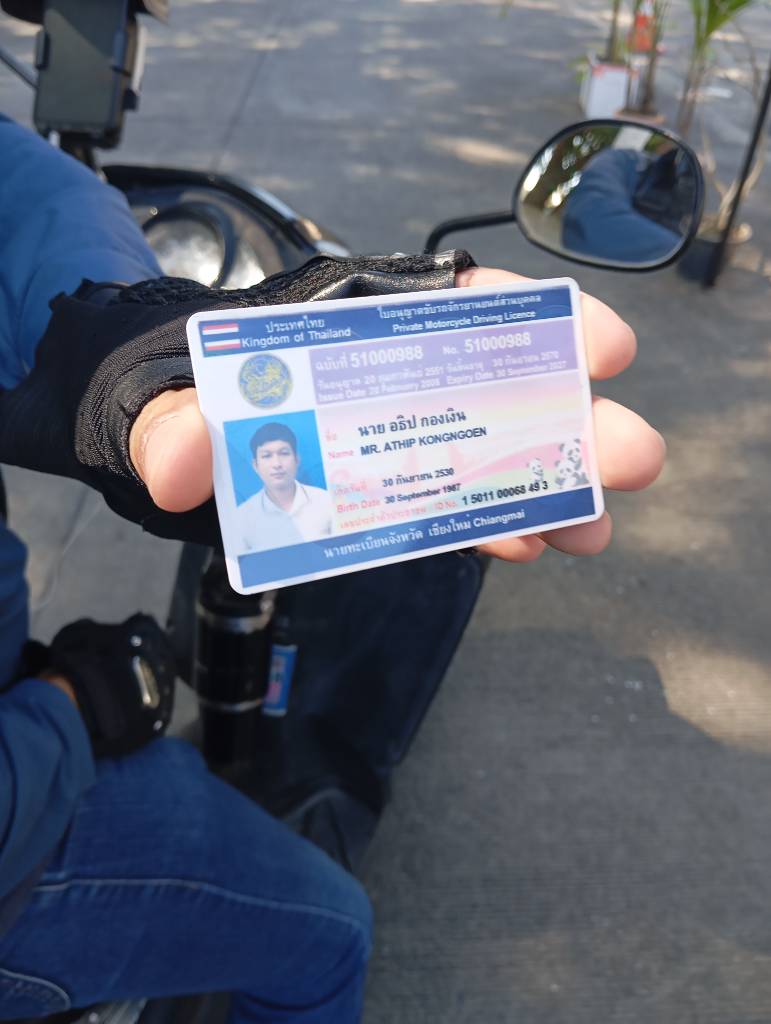 ประเทศไทย
Kingdom of Thailand
ใบอนุญาตขับรถจักรยานยนต์ส่วนบุคคล
Private Motorcycle Driving Licence
ฉบับที่ 51000988 No. 51000988
วันอนุญาต 20 กุมภาพันธ์ 2551 วันสิ้นอายุ 30 กันยายน 2570
Issue Date 20 February 2008 Expiry Date 30 September 2027
ชื่อ นาย อธิป กองเงิน
Name MR. ATHIP KONGNGOEN
เกิดวันที่ 30 กันยายน 2530
Birth Date 30 September 1987
เลขประจำตัวประชาชน ID No. 1 5011 00068 49 3
นายทะเบียนจังหวัด เชียงใหม่ Chiangmai